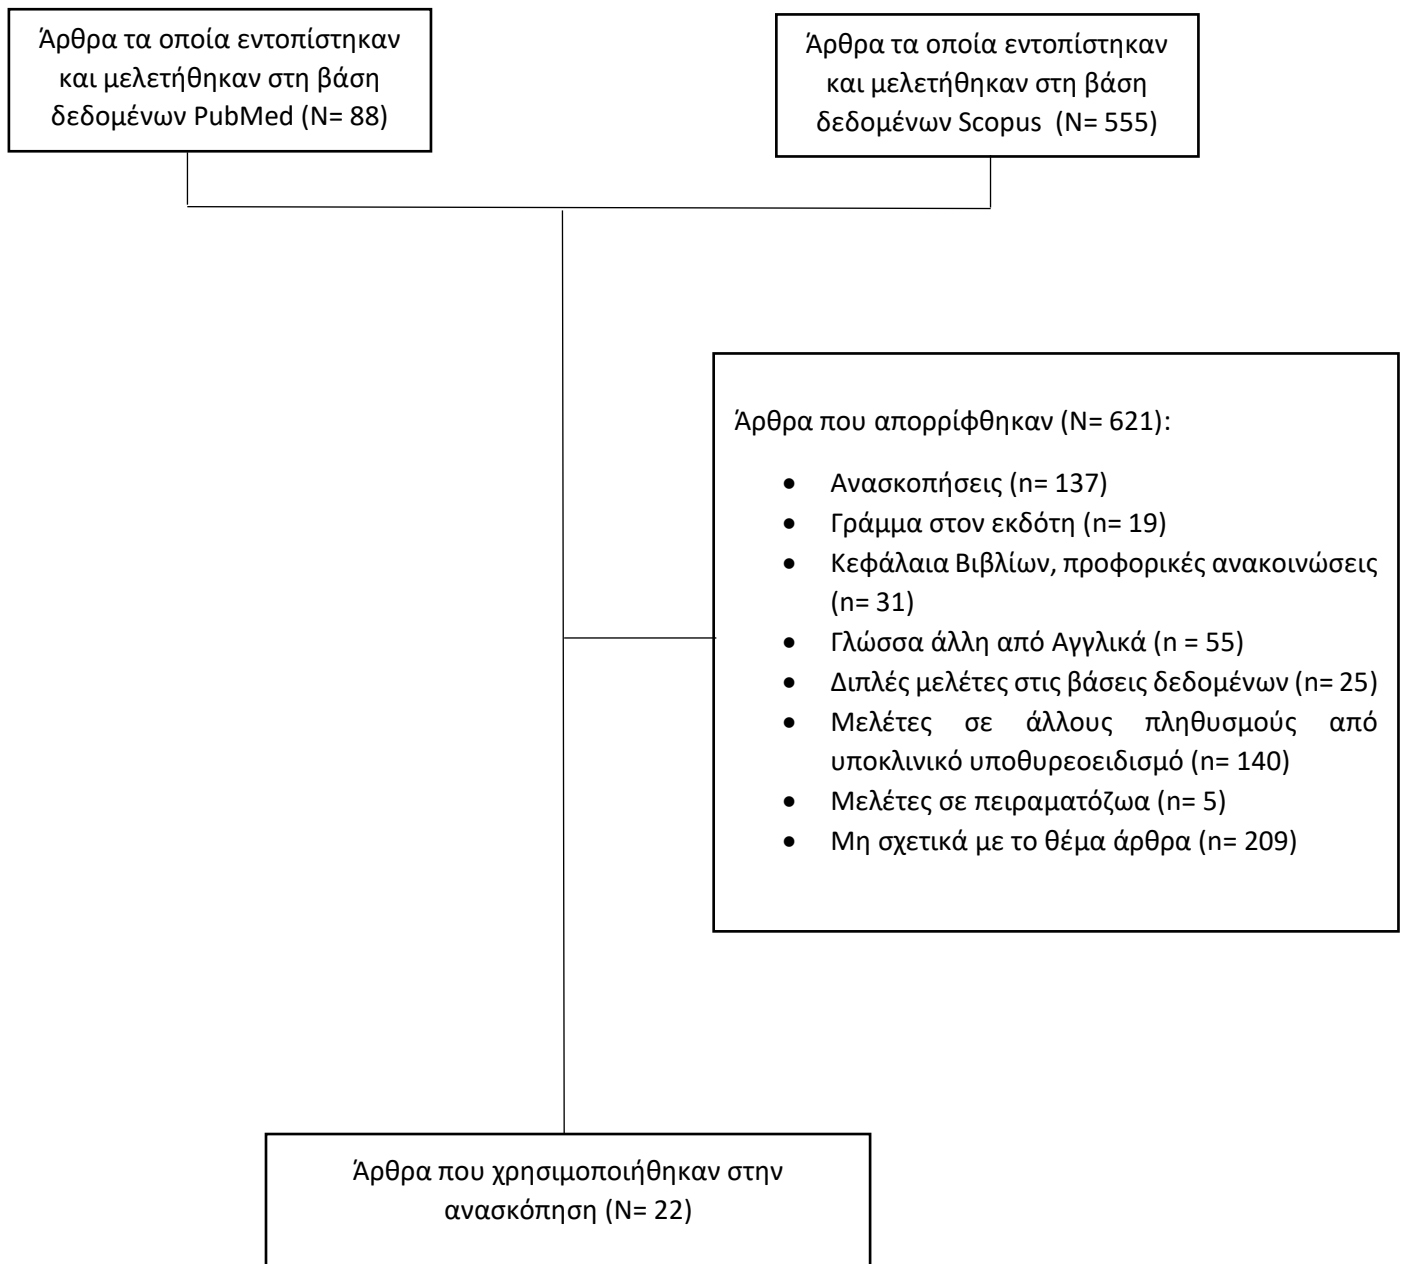 Άρθρα τα οποία εντοπίστηκαν
και μελετήθηκαν στη βάση
δεδομένων PubMed (N= 88)
Άρθρα τα οποία εντοπίστηκαν
και μελετήθηκαν στη βάση
δεδομένων Scopus (N= 555)
Άρθρα που απορρίφθηκαν (N= 621):
• Ανασκοπήσεις (n= 137)
• Γράμμα στον εκδότη (n= 19)
• Κεφάλαια Βιβλίων, προφορικές ανακοινώσεις
(n= 31)
• Γλώσσα άλλη από Αγγλικά (n = 55)
• Διπλές μελέτες στις βάσεις δεδομένων (n= 25)
• Μελέτες σε άλλους πληθυσμούς από
υποκλινικό υποθυρεοειδισμό (n= 140)
• Μελέτες σε πειραματόζωα (n= 5)
• Μη σχετικά με το θέμα άρθρα (n= 209)
Άρθρα που χρησιμοποιήθηκαν στην
ανασκόπηση (N= 22)